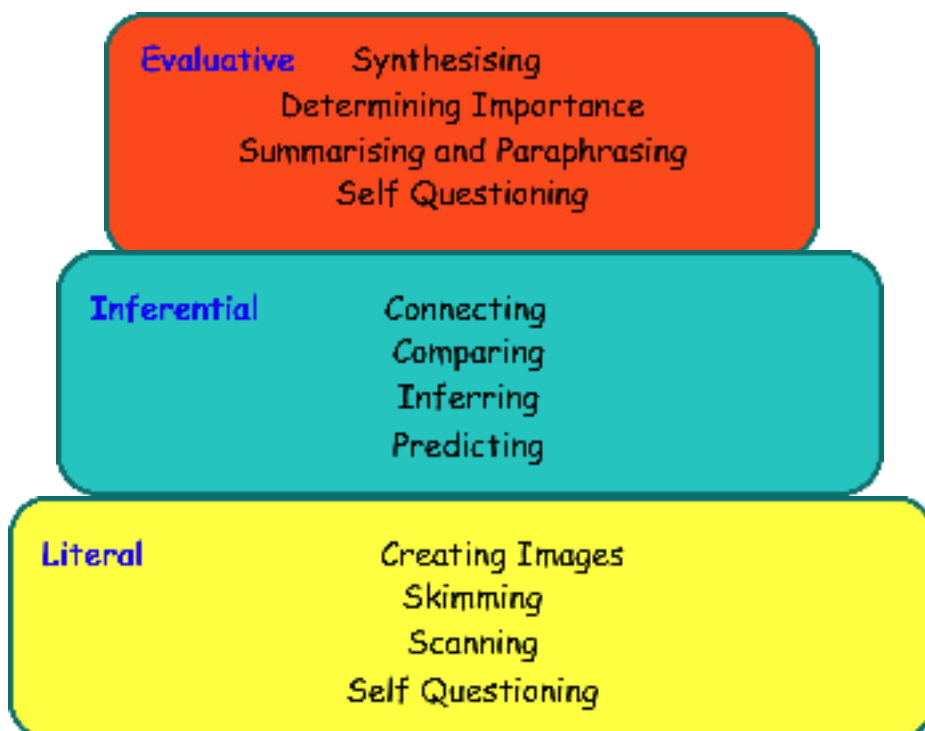 Evaluative Synthesising
Determining Importance
Summarising and Paraphrasing
Self Questioning
Inferential Connecting
Comparing
Inferring
Predicting
Literal Creating Images
Skimming
Scanning
Self Questioning